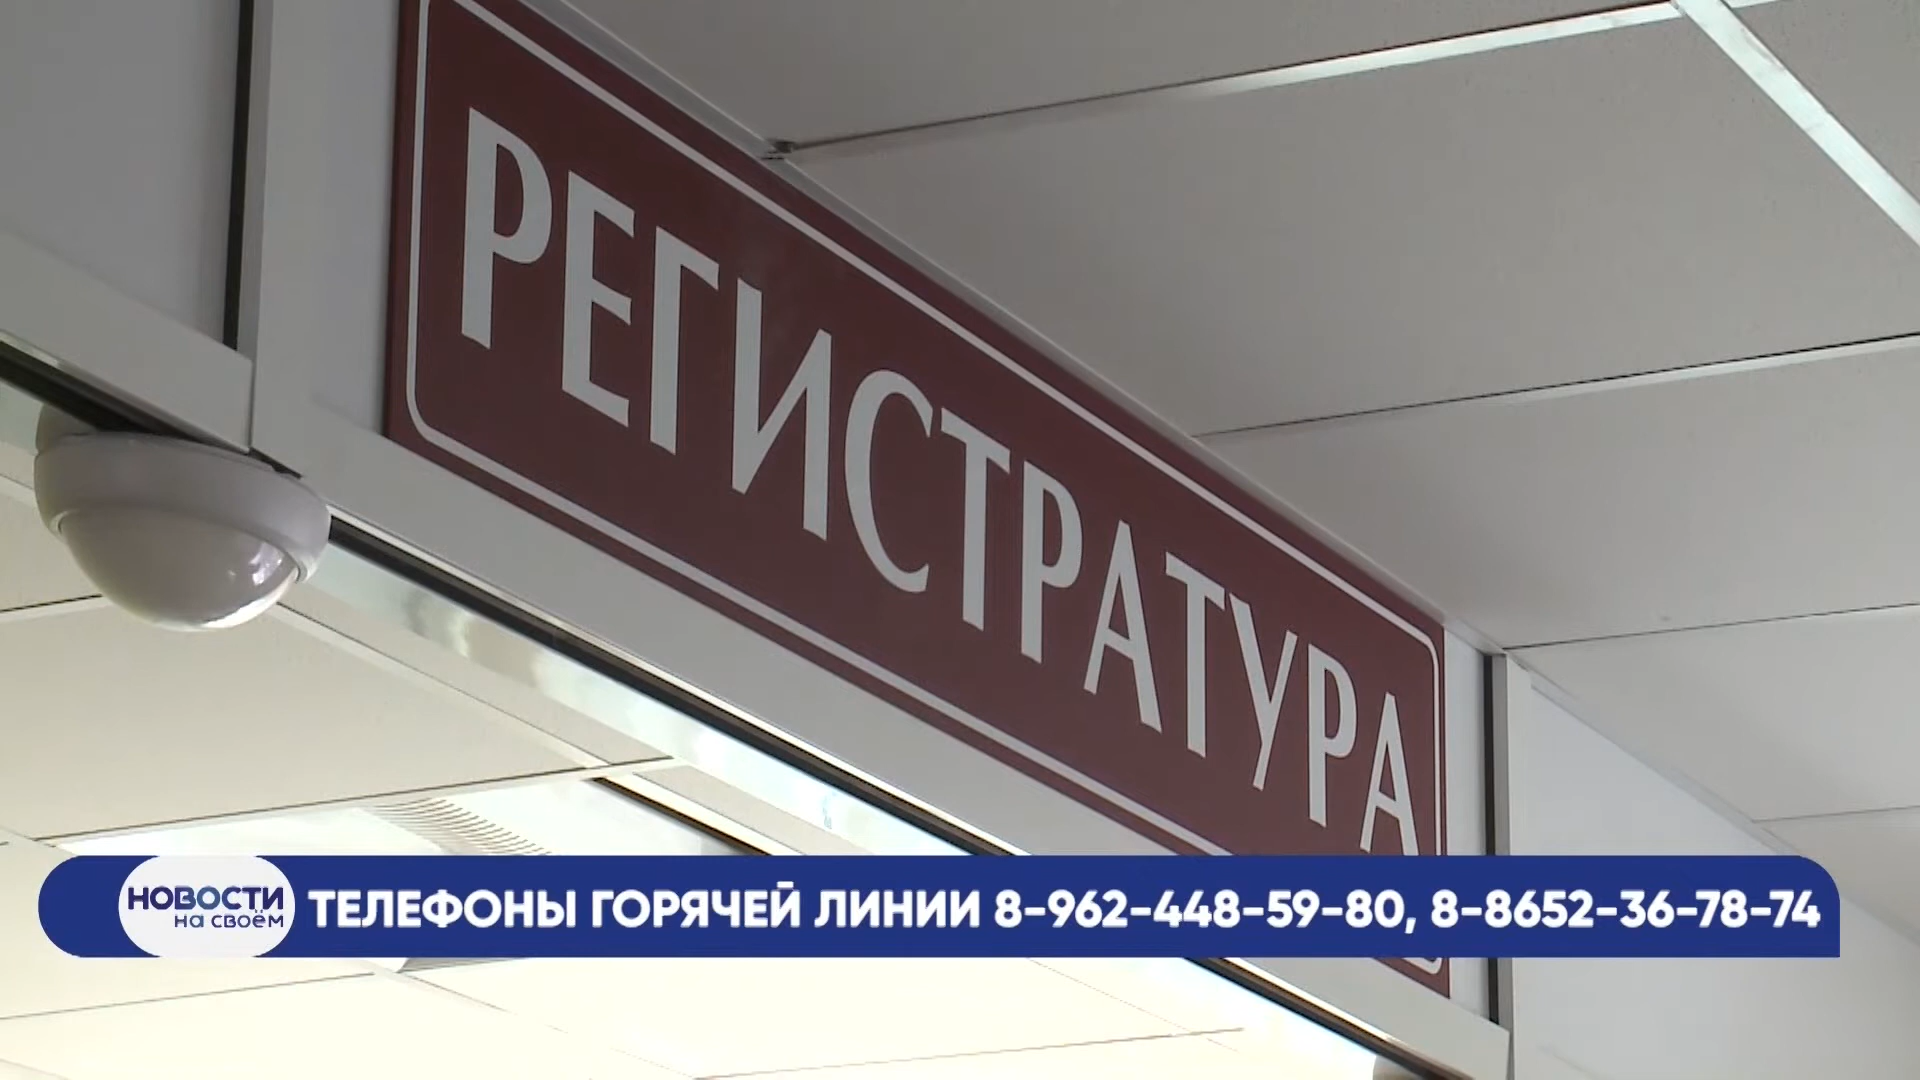 РЕГИСТРАТУРА
НОВОСТИ
НА СВОЁМ
ТЕЛЕФОНЫ ГОРЯЧЕЙ ЛИНИИ 8-962-448-59-80, 8-8652-36-78-74